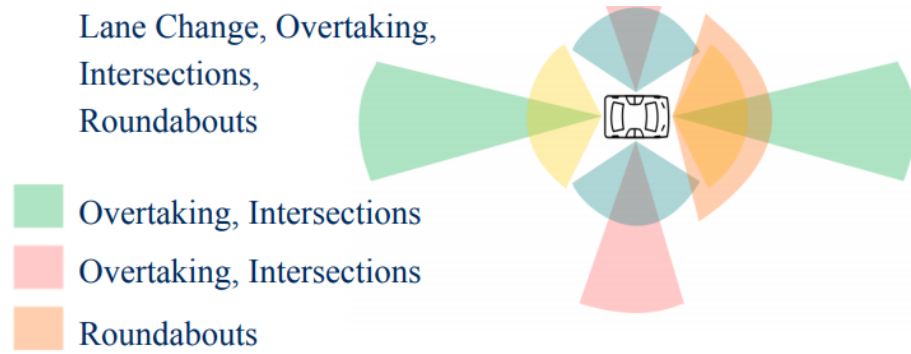 Lane Change, Overtaking,
Intersections,
Roundabouts
Overtaking, Intersections
Overtaking, Intersections
Roundabouts